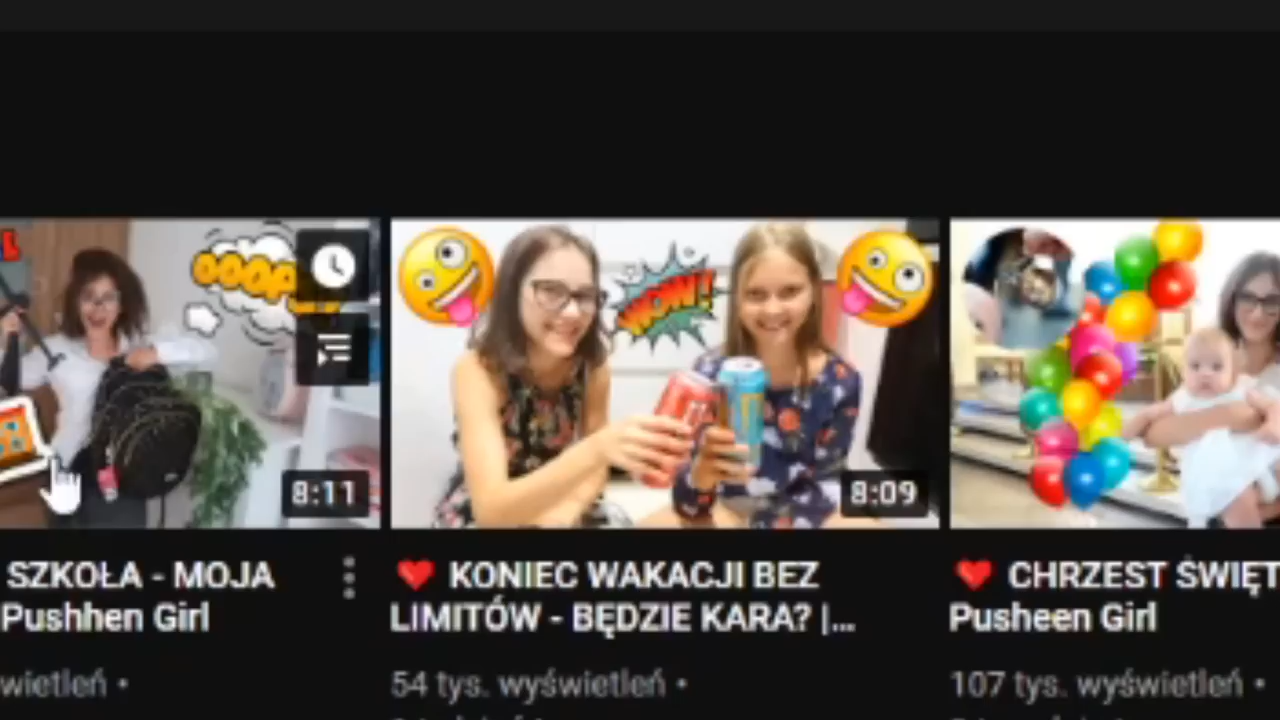 8:11
WOW!
8:09
SZKOŁA - MOJA
Pushhen Girl
❤️ KONIEC WAKACJI BEZ
LIMITÓW - BĘDZIE KARA? |...
❤️ CHRZEST ŚWIĘT
Pusheen Girl
wietleń •
54 tys. wyświetleń •
107 tys. wyświetleń •